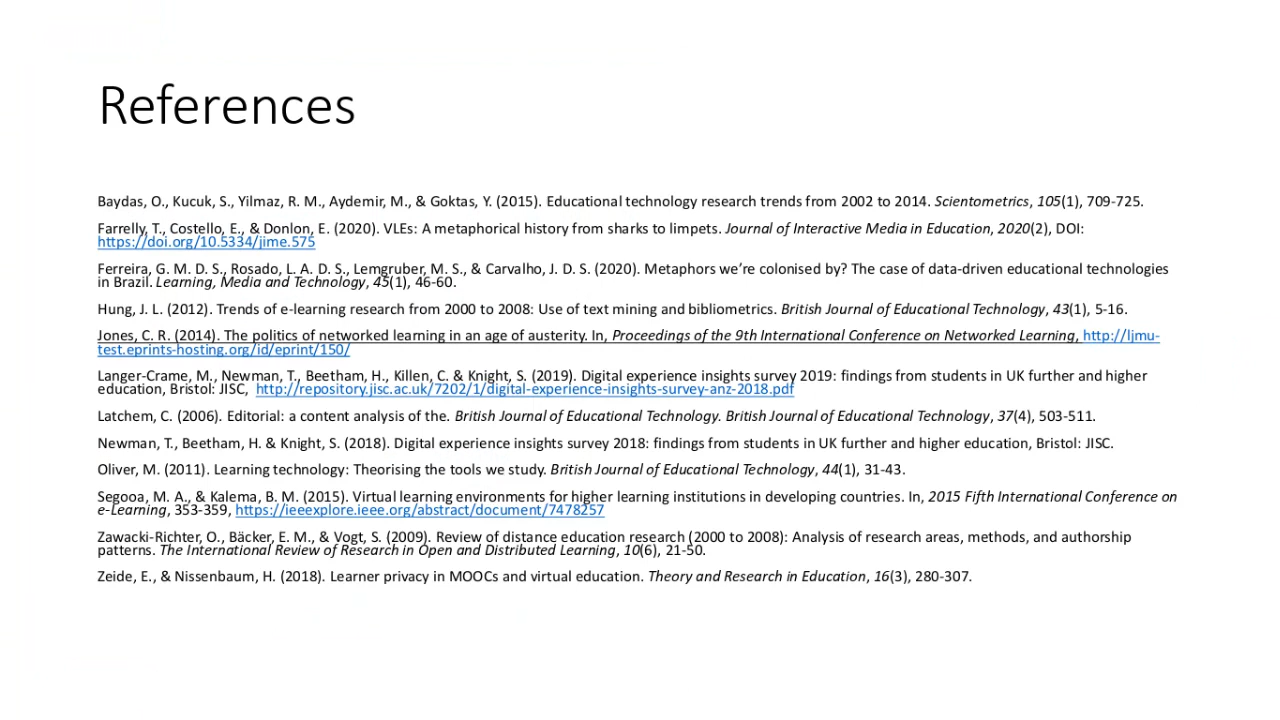 References
Baydas, O., Kucuk, S., Yilmaz, R. M., Aydemir, M., & Goktas, Y. (2015). Educational technology research trends from 2002 to 2014. Scientometrics, 105(1), 709-725.
Farrelly, T., Costello, E., & Donlon, E. (2020). VLEs: A metaphorical history from sharks to limpets. Journal of Interactive Media in Education, 2020(2), DOI:
https://doi.org/10.5334/jime.575
Ferreira, G. M. D. S., Rosado, L. A. D. S., Lemgruber, M. S., & Carvalho, J. D. S. (2020). Metaphors we’re colonised by? The case of data-driven educational technologies
in Brazil. Learning, Media and Technology, 45(1), 46-60.
Hung, J. L. (2012). Trends of e-learning research from 2000 to 2008: Use of text mining and bibliometrics. British Journal of Educational Technology, 43(1), 5-16.
Jones, C. R. (2014). The politics of networked learning in an age of austerity. In, Proceedings of the 9th International Conference on Networked Learning, http://ljmu-
test.eprints-hosting.org/id/eprint/150/
Langer-Crame, M., Newman, T., Beetham, H., Killen, C. & Knight, S. (2019). Digital experience insights survey 2019: findings from students in UK further and higher
education, Bristol: JISC, http://repository.jisc.ac.uk/7202/1/digital-experience-insights-survey-anz-2018.pdf
Latchem, C. (2006). Editorial: a content analysis of the. British Journal of Educational Technology. British Journal of Educational Technology, 37(4), 503-511.
Newman, T., Beetham, H. & Knight, S. (2018). Digital experience insights survey 2018: findings from students in UK further and higher education, Bristol: JISC.
Oliver, M. (2011). Learning technology: Theorising the tools we study. British Journal of Educational Technology, 44(1), 31-43.
Segooa, M. A., & Kalema, B. M. (2015). Virtual learning environments for higher learning institutions in developing countries. In, 2015 Fifth International Conference on
e-Learning, 353-359, https://ieeexplore.ieee.org/abstract/document/7478257
Zawacki-Richter, O., Bäcker, E. M., & Vogt, S. (2009). Review of distance education research (2000 to 2008): Analysis of research areas, methods, and authorship
patterns. The International Review of Research in Open and Distributed Learning, 10(6), 21-50.
Zeide, E., & Nissenbaum, H. (2018). Learner privacy in MOOCs and virtual education. Theory and Research in Education, 16(3), 280-307.